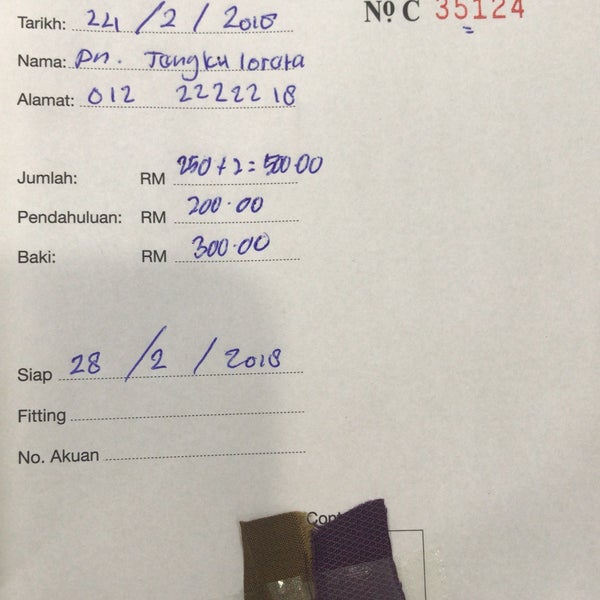 Nº C 35124
Tarikh: 24 / 2 / 2018
Nama: Pn. Tangku lorata
Alamat: 012 2222218
Jumlah: RM 250 + 2 = 500.00
Pendahuluan: RM 200.00
Baki: RM 300.00
Siap 28 / 2 / 2018
Fitting
No. Akuan